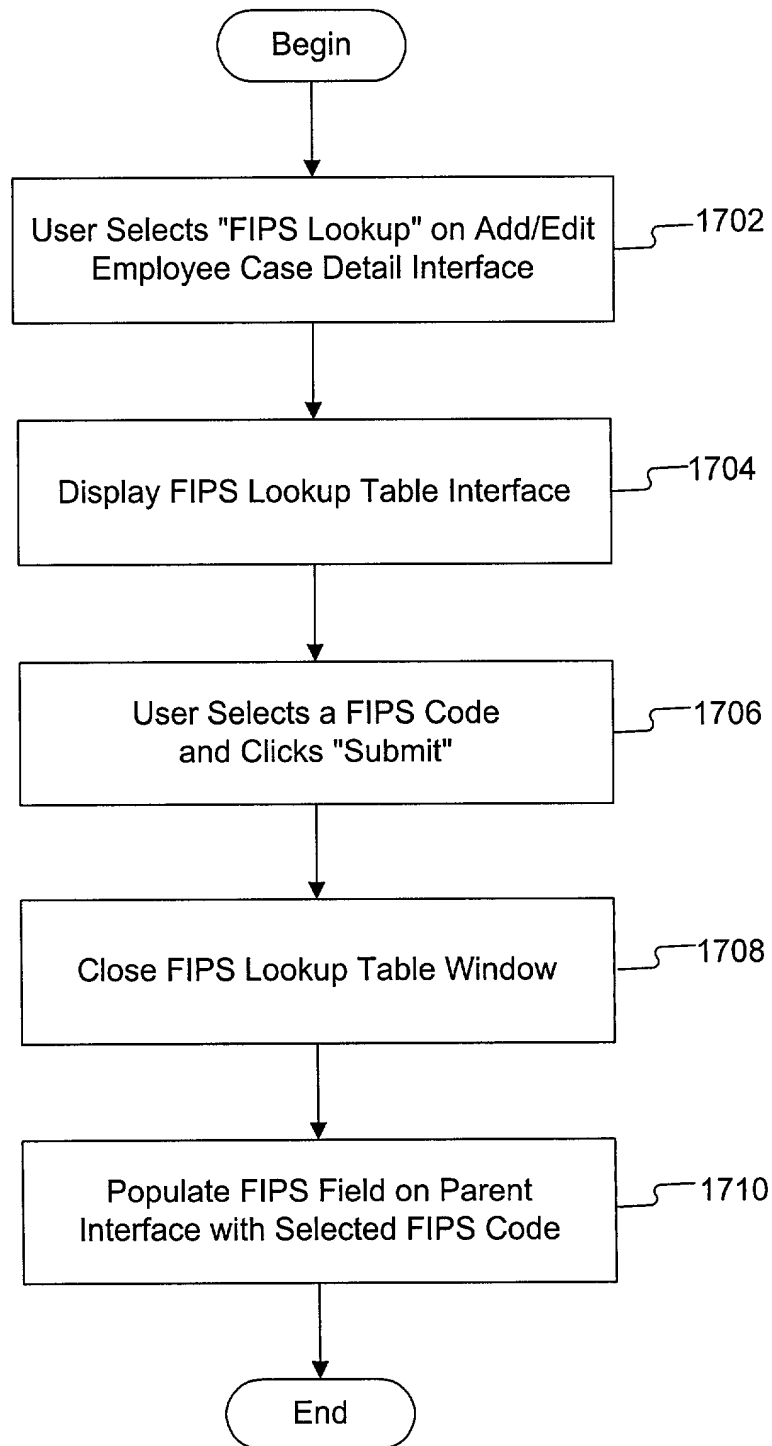 Begin
User Selects "FIPS Lookup" on Add/Edit
Employee Case Detail Interface
1702
Display FIPS Lookup Table Interface
1704
User Selects a FIPS Code
and Clicks "Submit"
1706
Close FIPS Lookup Table Window
1708
Populate FIPS Field on Parent
Interface with Selected FIPS Code
1710
End